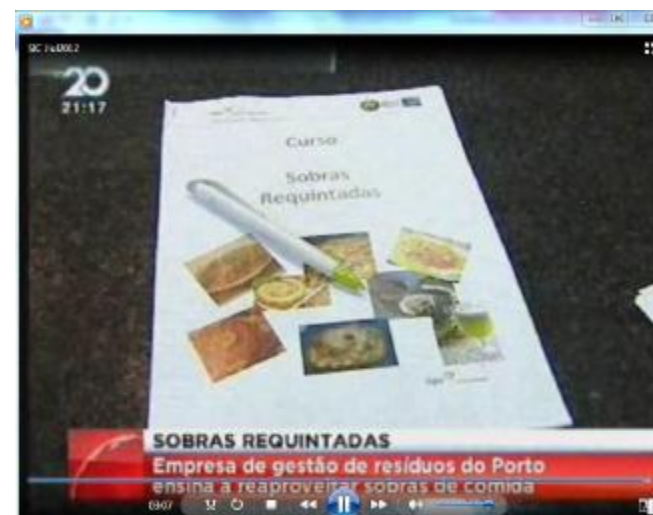 20
21:17
Curso
Sobras
Requintadas
SOBRAS REQUINTADAS
Empresa de gestão de resíduos do Porto
ensina a reaproveitar sobras de comida